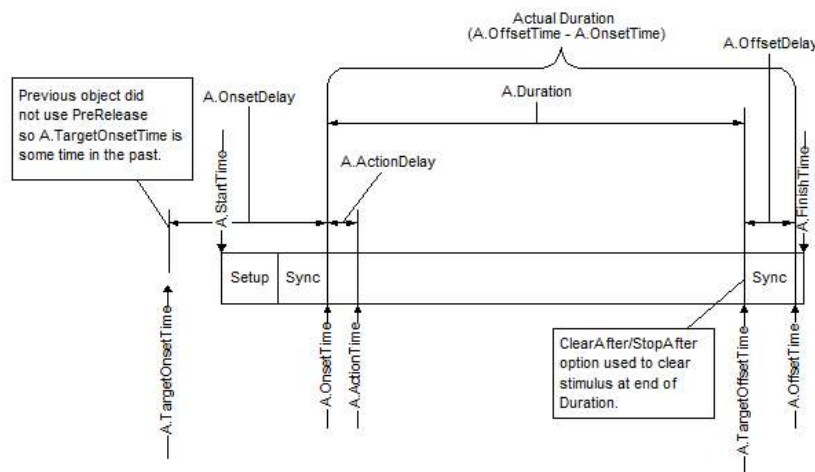 Actual Duration
(A.OffsetTime - A.OnsetTime)
A.OffsetDelay
Previous object did
not use PreRelease
so A.TargetOnsetTime is
some time in the past.
A.OnsetDelay
A.Duration
A.ActionDelay
A.StartTime
A.FinishTime
Setup
Sync
Sync
A.TargetOnsetTime
A.OnsetTime
A.ActionTime
ClearAfter/StopAfter
option used to clear
stimulus at end of
Duration.
A.TargetOffsetTime
A.OffsetTime